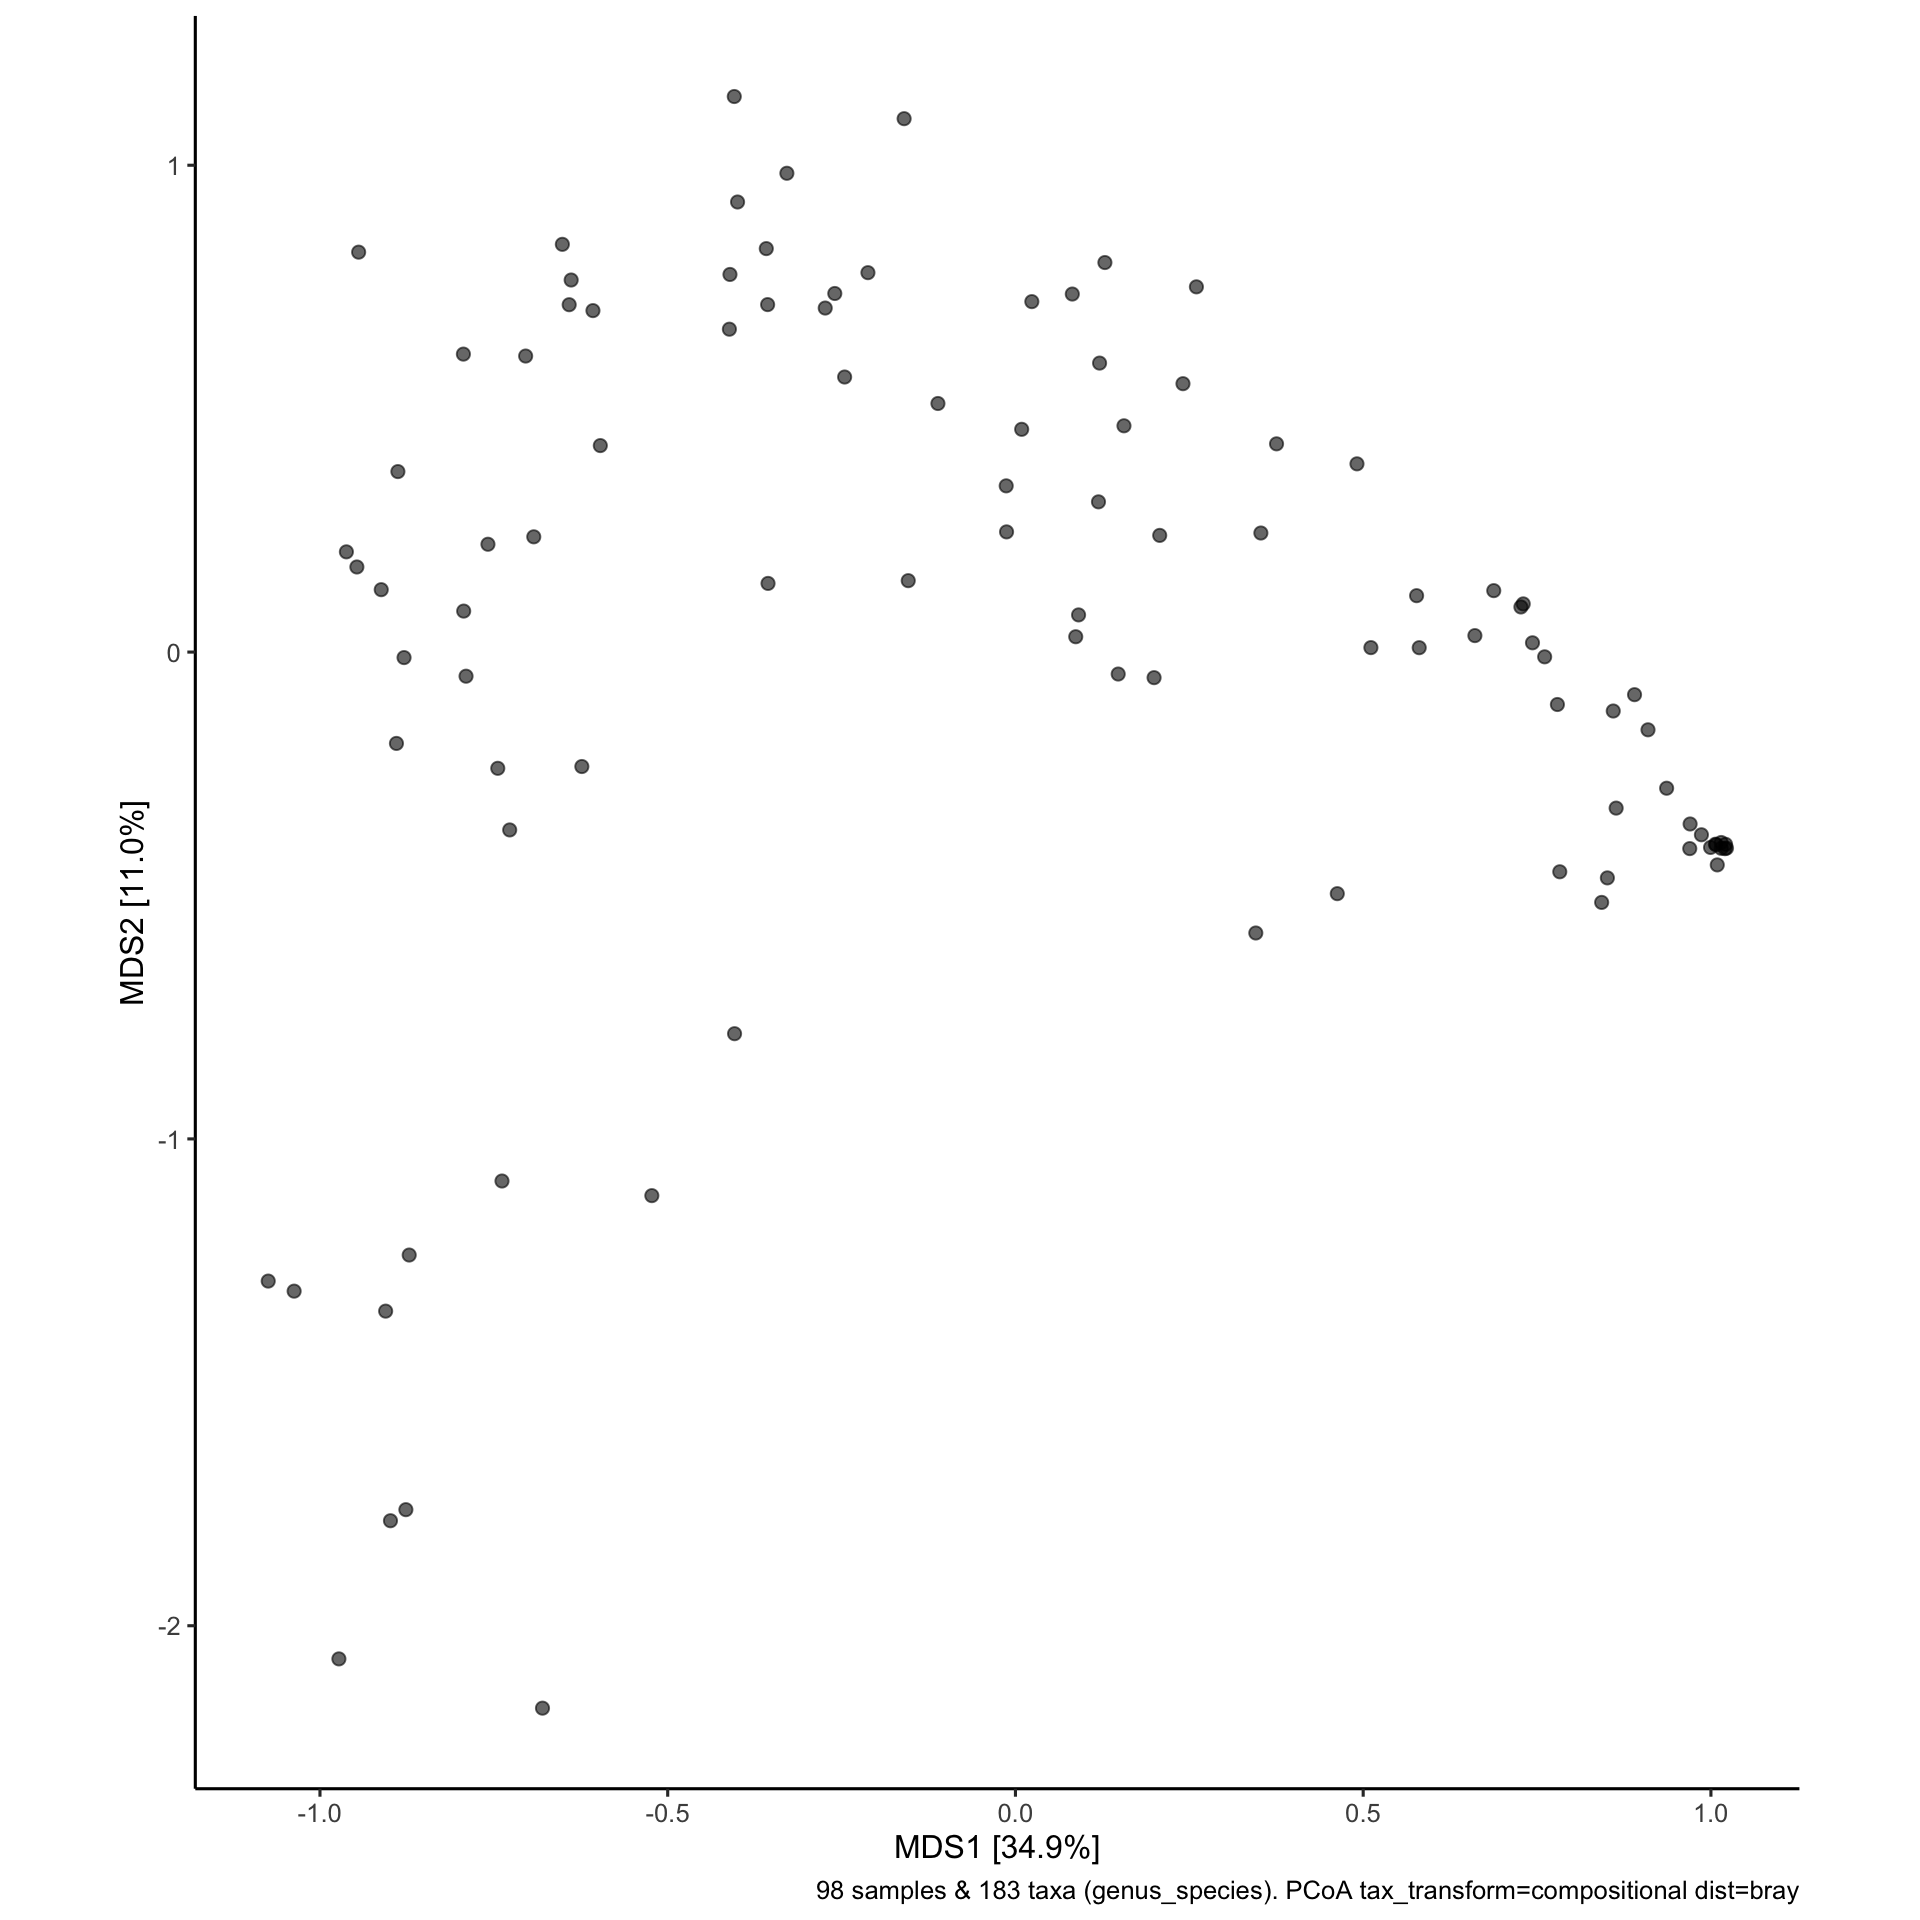 1
0
-1
-2
MDS2 [11.0%]
-1.0 -0.5 0.0 0.5 1.0
MDS1 [34.9%]
98 samples & 183 taxa (genus_species). PCoA tax_transform=compositional dist=bray